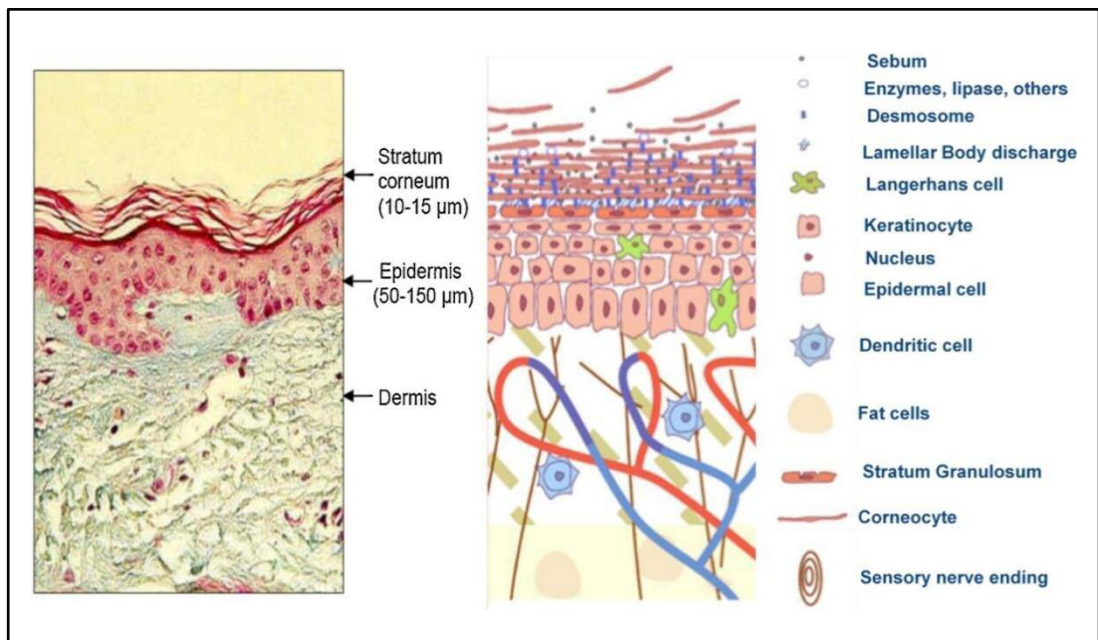 Stratum
corneum
(10-15 µm)
Epidermis
(50-150 µm)
Dermis
Sebum
Enzymes, lipase, others
Desmosome
Lamellar Body discharge
Langerhans cell
Keratinocyte
Nucleus
Epidermal cell
Dendritic cell
Fat cells
Stratum Granulosum
Corneocyte
Sensory nerve ending